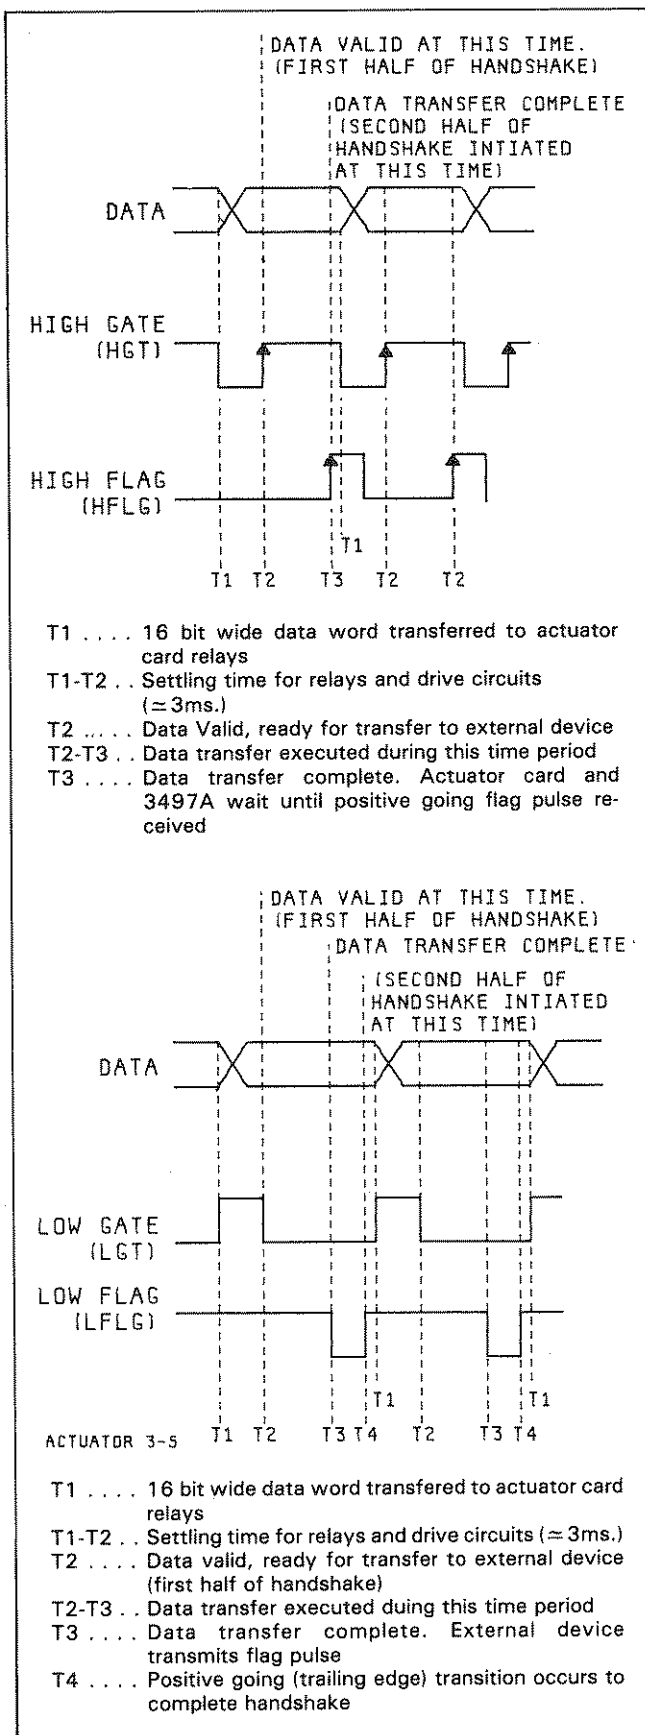 DATA VALID AT THIS TIME.
(FIRST HALF OF HANDSHAKE)
DATA TRANSFER COMPLETE
(SECOND HALF OF
HANDSHAKE INTIATED
AT THIS TIME)
DATA
HIGH GATE
(HGT)
HIGH FLAG
(HFLG)
T1
T1 T2 T3 T2 T2
T1 .... 16 bit wide data word transferred to actuator
card relays
T1-T2 .. Settling time for relays and drive circuits
(≃3ms.)
T2 ..... Data Valid, ready for transfer to external device
T2-T3 .. Data transfer executed during this time period
T3 .... Data transfer complete. Actuator card and
3497A wait until positive going flag pulse re-
ceived
DATA VALID AT THIS TIME.
(FIRST HALF OF HANDSHAKE)
DATA TRANSFER COMPLETE
(SECOND HALF OF
HANDSHAKE INTIATED
AT THIS TIME)
DATA
LOW GATE
(LGT)
LOW FLAG
(LFLG)
T1 T1
ACTUATOR 3-5 T1 T2 T3 T4 T2 T3 T4
T1 .... 16 bit wide data word transfered to actuator card
relays
T1-T2 .. Settling time for relays and drive circuits (≃3ms.)
T2 .... Data valid, ready for transfer to external device
(first half of handshake)
T2-T3 .. Data transfer executed duing this time period
T3 .... Data transfer complete. External device
transmits flag pulse
T4 .... Positive going (trailing edge) transition occurs to
complete handshake